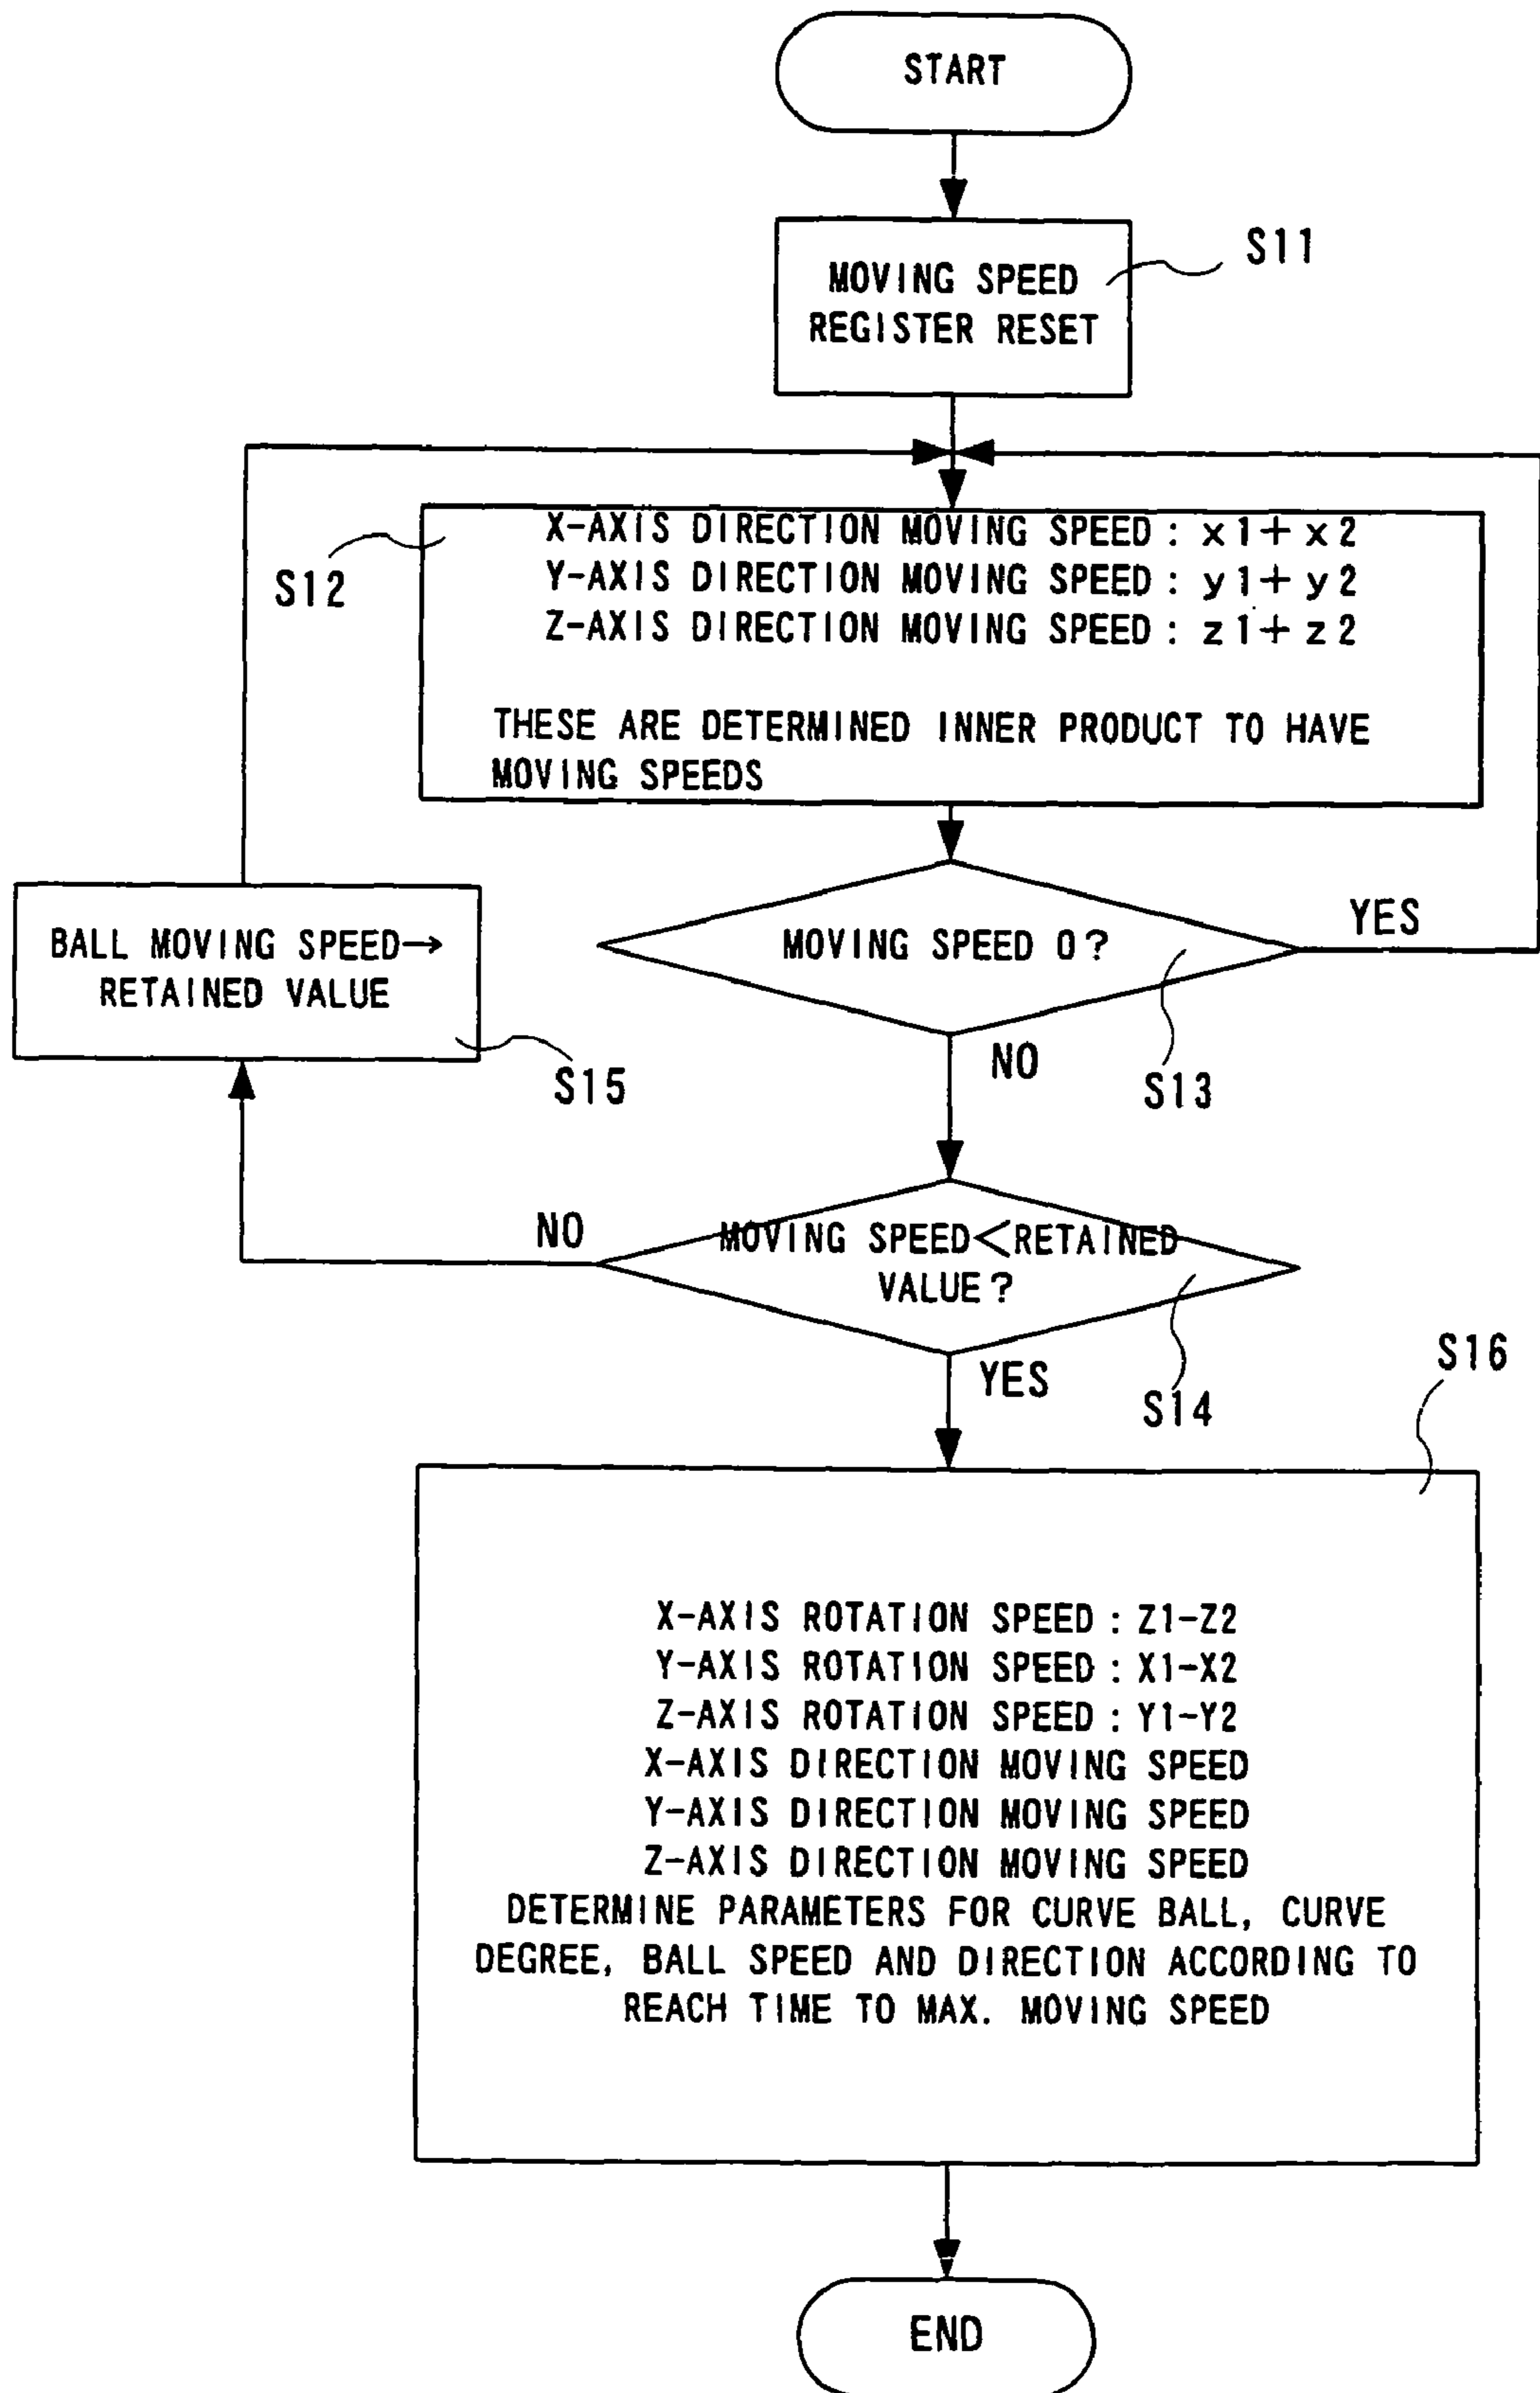 START
MOVING SPEED
REGISTER RESET
S11
X-AXIS DIRECTION MOVING SPEED: x1+x2
Y-AXIS DIRECTION MOVING SPEED: y1+y2
Z-AXIS DIRECTION MOVING SPEED: z1+z2
THESE ARE DETERMINED INNER PRODUCT TO HAVE
MOVING SPEEDS
S12
MOVING SPEED 0?
YES
NO
S13
BALL MOVING SPEED→
RETAINED VALUE
S15
MOVING SPEED<RETAINED
VALUE?
NO
YES
S14
S16
X-AXIS ROTATION SPEED: Z1-Z2
Y-AXIS ROTATION SPEED: X1-X2
Z-AXIS ROTATION SPEED: Y1-Y2
X-AXIS DIRECTION MOVING SPEED
Y-AXIS DIRECTION MOVING SPEED
Z-AXIS DIRECTION MOVING SPEED
DETERMINE PARAMETERS FOR CURVE BALL, CURVE
DEGREE, BALL SPEED AND DIRECTION ACCORDING TO
REACH TIME TO MAX. MOVING SPEED
END